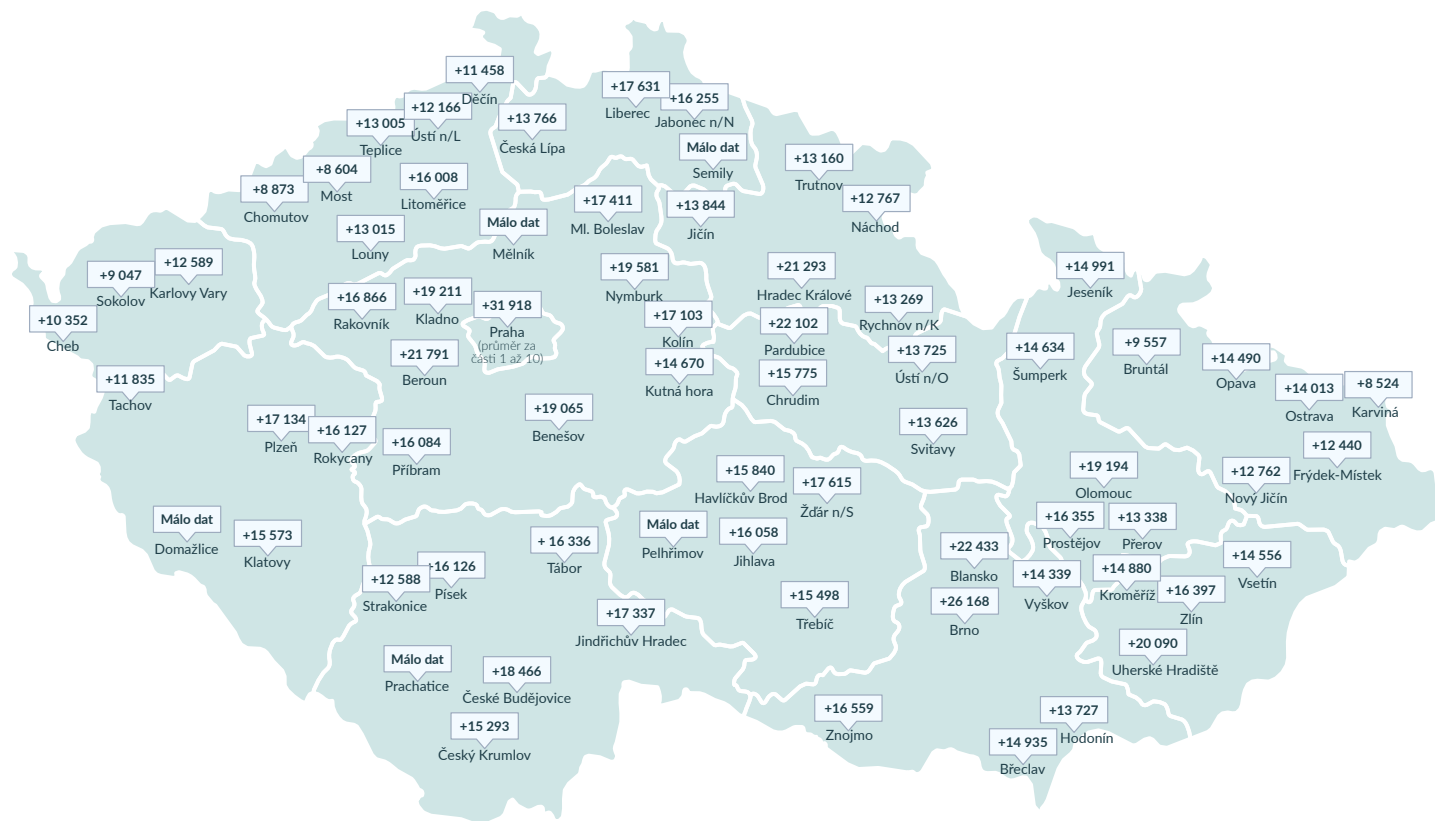 +11 458
Děčín
+17 631
Liberec
+16 255
Jabonec n/N
+12 166
Ústí n/L
+13 005
Teplice
+13 766
Česká Lípa
Málo dat
Semily
+13 160
Trutnov
+8 604
Most
+8 873
Chomutov
+16 008
Litoměřice
+12 767
Náchod
+17 411
Ml. Boleslav
+13 844
Jičín
+13 015
Louny
Málo dat
Mělník
+12 589
Karlovy Vary
+9 047
Sokolov
+19 581
Nymburk
+21 293
Hradec Králové
+14 991
Jeseník
+16 866
Rakovník
+19 211
Kladno
+31 918
Praha
(průměr za
části 1 až 10)
+13 269
Rychnov n/K
+10 352
Cheb
+17 103
Kolín
+22 102
Pardubice
+21 791
Beroun
+14 670
Kutná hora
+13 725
Ústí n/O
+14 634
Šumperk
+9 557
Bruntál
+14 490
Opava
+15 775
Chrudim
+11 835
Tachov
+14 013
Ostrava
+8 524
Karviná
+19 065
Benešov
+17 134
Plzeň
+16 127
Rokycany
+16 084
Příbram
+13 626
Svitavy
+12 440
Frýdek-Místek
+15 840
Havlíčkův Brod
+17 615
Žďár n/S
+19 194
Olomouc
+12 762
Nový Jičín
Málo dat
Domažlice
+15 573
Klatovy
Málo dat
Pelhřimov
+16 058
Jihlava
+16 355
Prostějov
+13 338
Přerov
+ 16 336
Tábor
+22 433
Blansko
+14 556
Vsetín
+16 126
Písek
+12 588
Strakonice
+14 339
Vyškov
+14 880
Kroměříž
+16 397
Zlín
+15 498
Třebíč
+26 168
Brno
+17 337
Jindřichův Hradec
+20 090
Uherské Hradiště
Málo dat
Prachatice
+18 466
České Budějovice
+16 559
Znojmo
+13 727
Hodonín
+15 293
Český Krumlov
+14 935
Břeclav